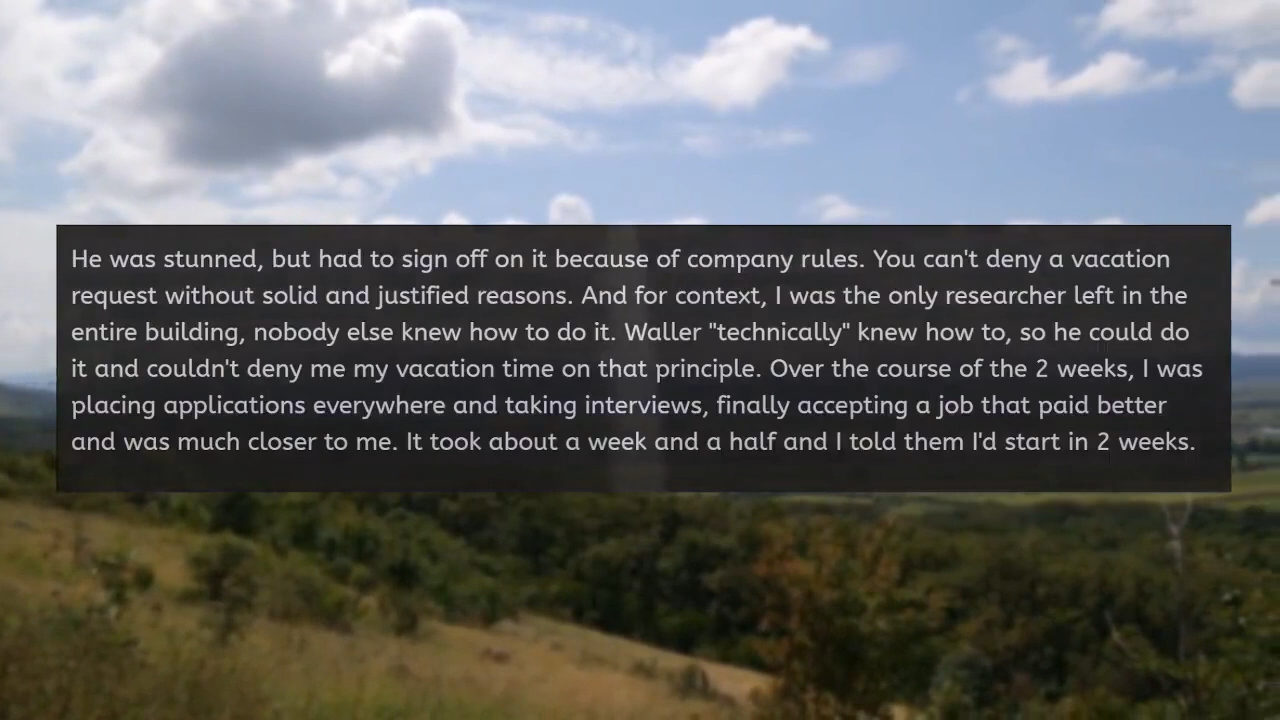 He was stunned, but had to sign off on it because of company rules. You can't deny a vacation
request without solid and justified reasons. And for context, I was the only researcher left in the
entire building, nobody else knew how to do it. Waller "technically" knew how to, so he could do
it and couldn't deny me my vacation time on that principle. Over the course of the 2 weeks, I was
placing applications everywhere and taking interviews, finally accepting a job that paid better
and was much closer to me. It took about a week and a half and I told them I'd start in 2 weeks.